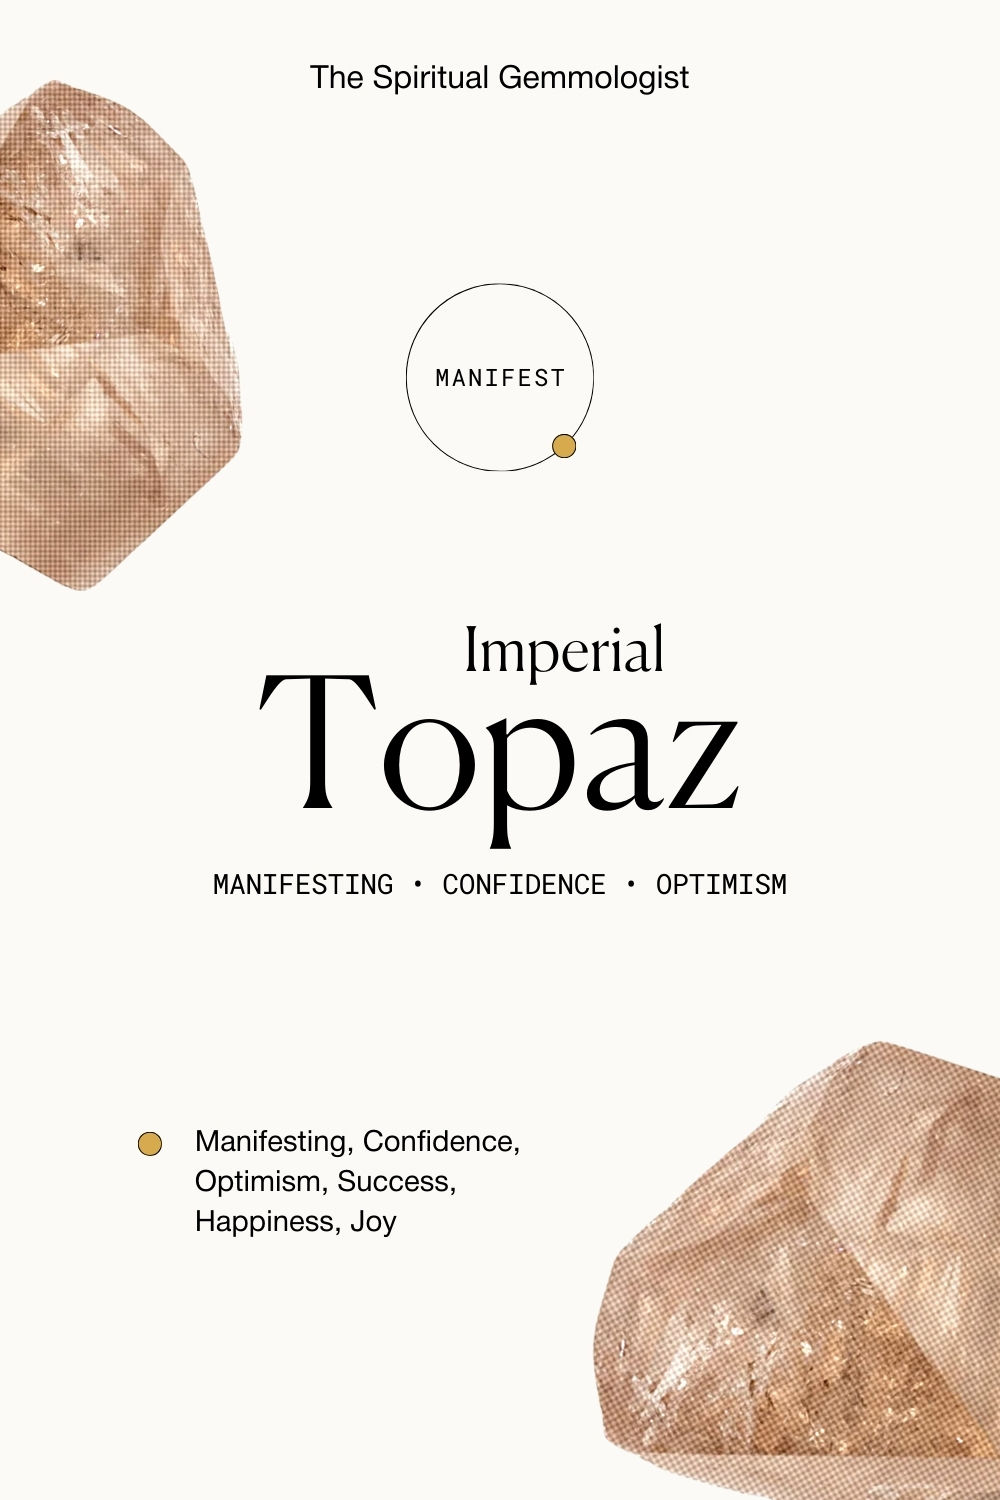 The Spiritual Gemmologist
MANIFEST
Imperial
Topaz
MANIFESTING • CONFIDENCE • OPTIMISM
Manifesting, Confidence,
Optimism, Success,
Happiness, Joy